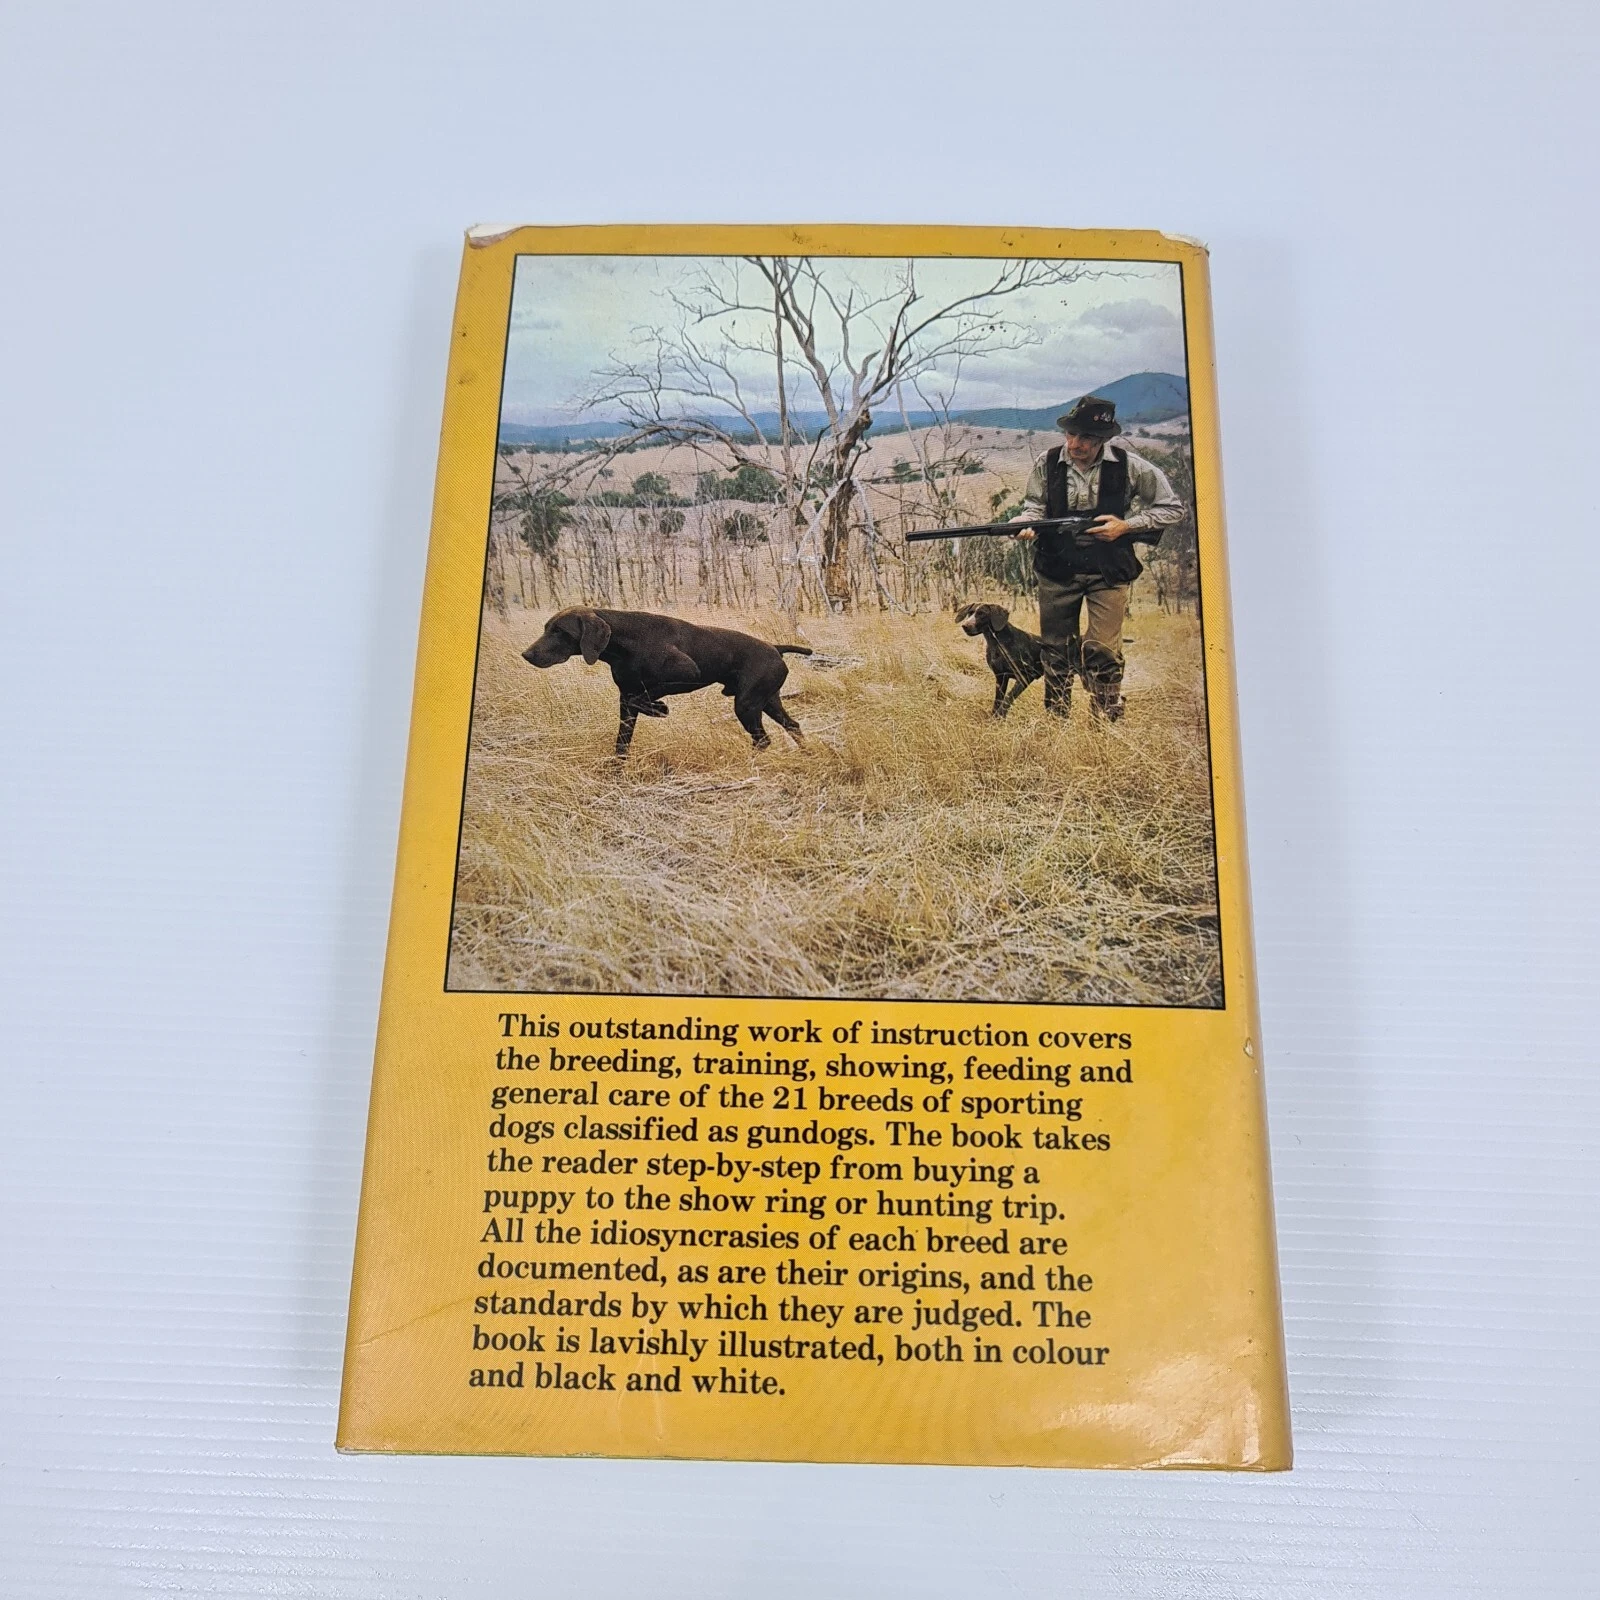 This outstanding work of instruction covers
the breeding, training, showing, feeding and
general care of the 21 breeds of sporting
dogs classified as gundogs. The book takes
the reader step-by-step from buying a
puppy to the show ring or hunting trip.
All the idiosyncrasies of each breed are
documented, as are their origins, and the
standards by which they are judged. The
book is lavishly illustrated, both in colour
and black and white.